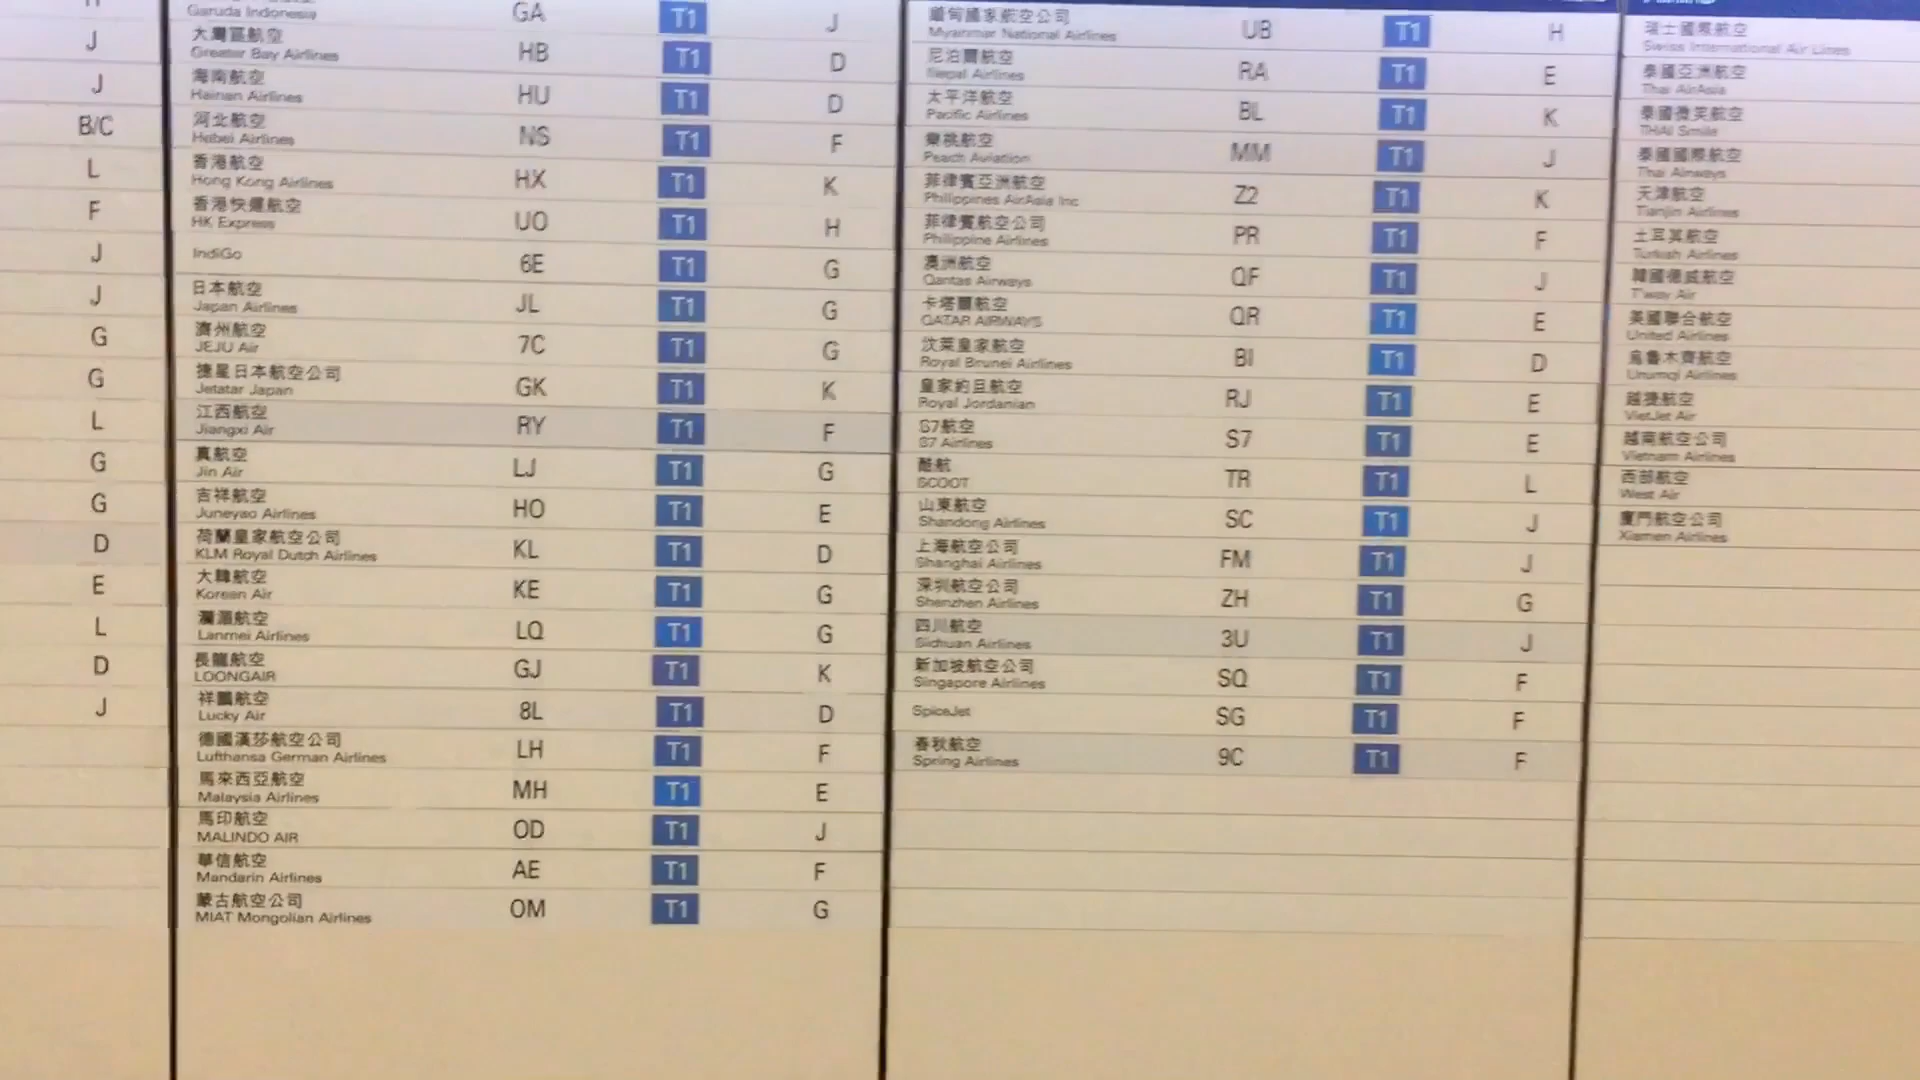 J
J
B/C
L
F
J
J
G
G
L
G
G
D
E
L
D
J
Garuda Indonesia GA T1 J
大灣區航空
Greater Bay Airlines HB T1 D
海南航空
Hainan Airlines HU T1 D
河北航空
Hebei Airlines NS T1 F
香港航空
Hong Kong Airlines HX T1 K
香港快運航空
HK Express UO T1 H
IndiGo 6E T1 G
日本航空
Japan Airlines JL T1 G
濟州航空
JEJU Air 7C T1 G
捷星日本航空公司
Jetstar Japan GK T1 K
江西航空
Jiangxi Air RY T1 F
真航空
Jin Air LJ T1 G
吉祥航空
Juneyao Airlines HO T1 E
荷蘭皇家航空公司
KLM Royal Dutch Airlines KL T1 D
大韓航空
Korean Air KE T1 G
瀾湄航空
Lanmei Airlines LQ T1 G
長龍航空
LOONGAIR GJ T1 K
祥鵬航空
Lucky Air 8L T1 D
德國漢莎航空公司
Lufthansa German Airlines LH T1 F
馬來西亞航空
Malaysia Airlines MH T1 E
馬印航空
MALINDO AIR OD T1 J
華信航空
Mandarin Airlines AE T1 F
蒙古航空公司
MIAT Mongolian Airlines OM T1 G
緬甸國家航空公司
Myanmar National Airlines UB T1 H
尼泊爾航空
Nepal Airlines RA T1 E
太平洋航空
Pacific Airlines BL T1 K
樂桃航空
Peach Aviation MM T1 J
菲律賓亞洲航空
Philippines AirAsia Inc Z2 T1 K
菲律賓航空公司
Philippine Airlines PR T1 F
澳洲航空
Qantas Airways QF T1 J
卡塔爾航空
QATAR AIRWAYS QR T1 E
汶萊皇家航空
Royal Brunei Airlines BI T1 D
皇家約旦航空
Royal Jordanian RJ T1 E
S7航空
S7 Airlines S7 T1 E
酷航
SCOOT TR T1 L
山東航空
Shandong Airlines SC T1 J
上海航空公司
Shanghai Airlines FM T1 J
深圳航空公司
Shenzhen Airlines ZH T1 G
四川航空
Sichuan Airlines 3U T1 J
新加坡航空公司
Singapore Airlines SQ T1 F
SpiceJet SG T1 F
春秋航空
Spring Airlines 9C T1 F
瑞士國際航空
Swiss International Air Lines
泰國亞洲航空
Thai AirAsia
泰國微笑航空
THAI Smile
泰國國際航空
Thai Airways
天津航空
Tianjin Airlines
土耳其航空
Turkish Airlines
韓國德威航空
T'way Air
美國聯合航空
United Airlines
烏魯木齊航空
Urumqi Airlines
越捷航空
VietJet Air
越南航空公司
Vietnam Airlines
西部航空
West Air
廈門航空公司
Xiamen Airlines